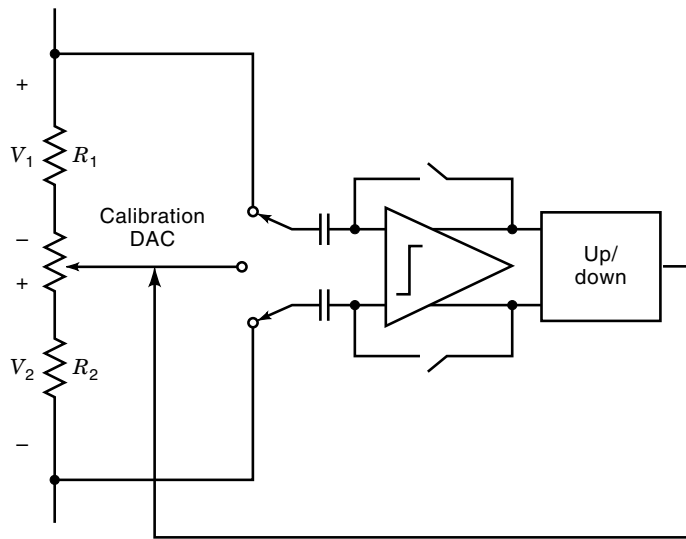 +
V1 R1
−
Calibration
DAC
+
V2 R2
−
Up/
down